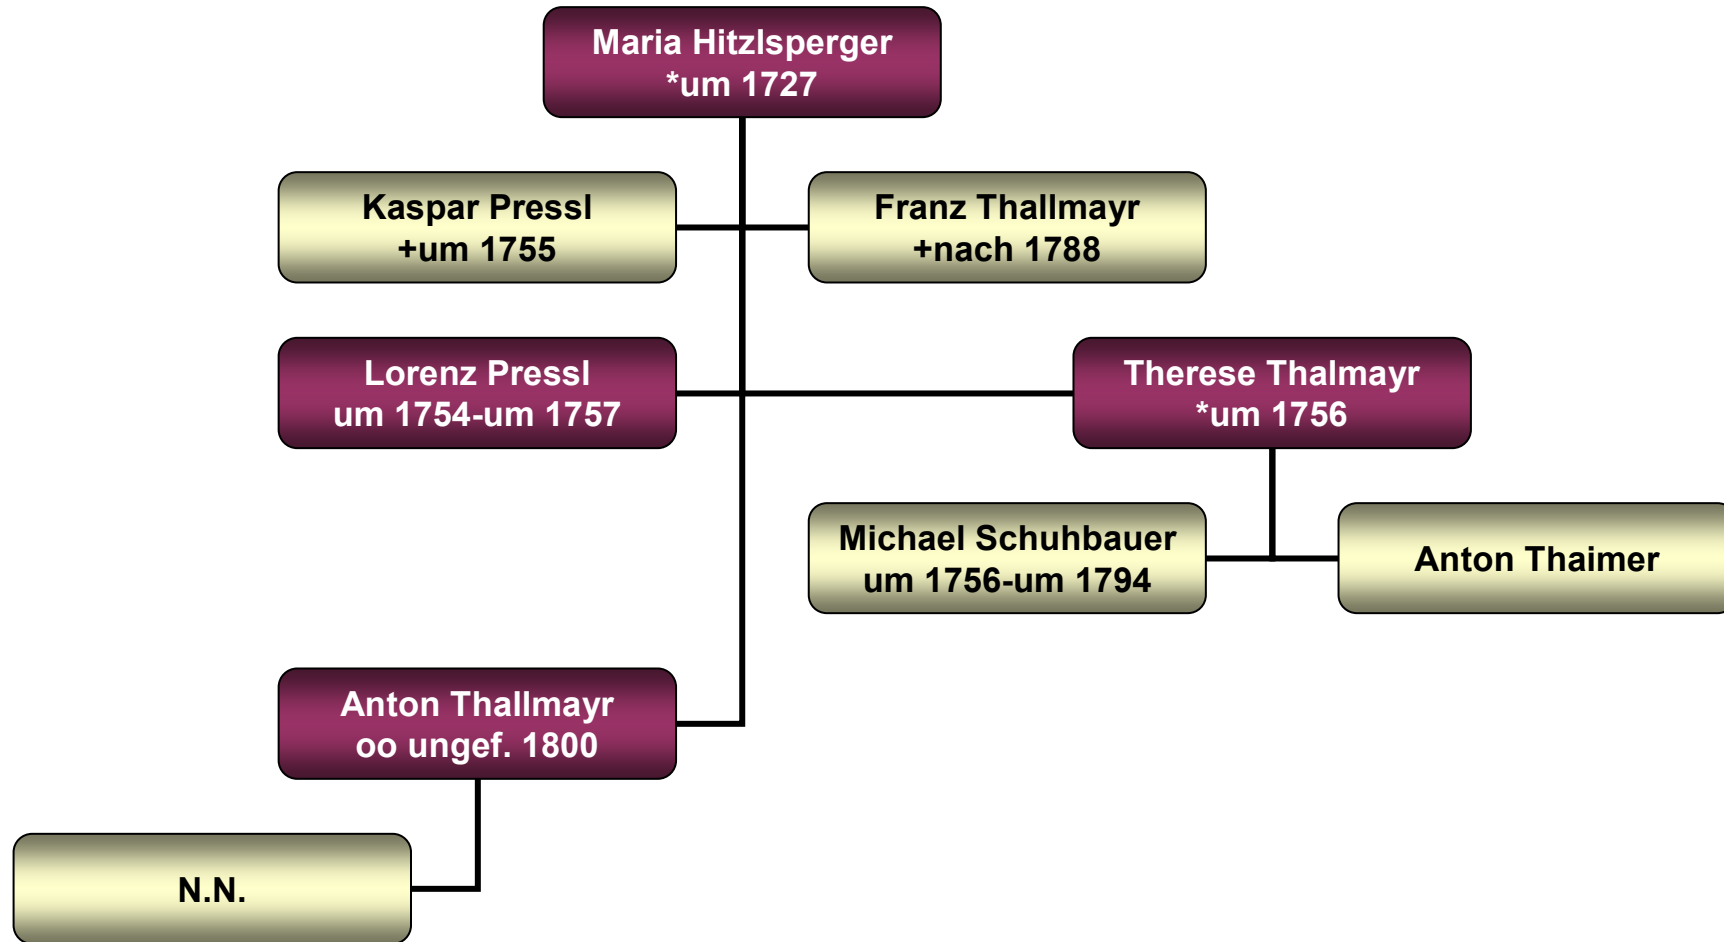 Maria Hitzlsperger
*um 1727
Kaspar Pressl
+um 1755
Franz Thallmayr
+nach 1788
Lorenz Pressl
um 1754-um 1757
Therese Thalmayr
*um 1756
Michael Schuhbauer
um 1756-um 1794
Anton Thaimer
Anton Thallmayr
oo ungef. 1800
N.N.